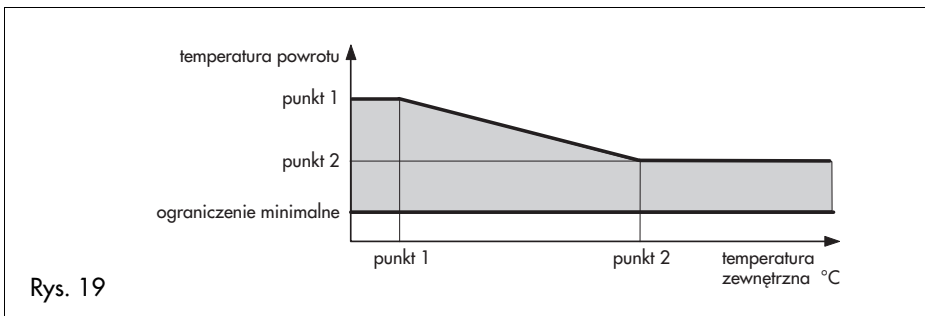 temperatura powrotu
punkt 1
punkt 2
ograniczenie minimalne
punkt 1
punkt 2
temperatura
zewnętrzna °C
Rys. 19